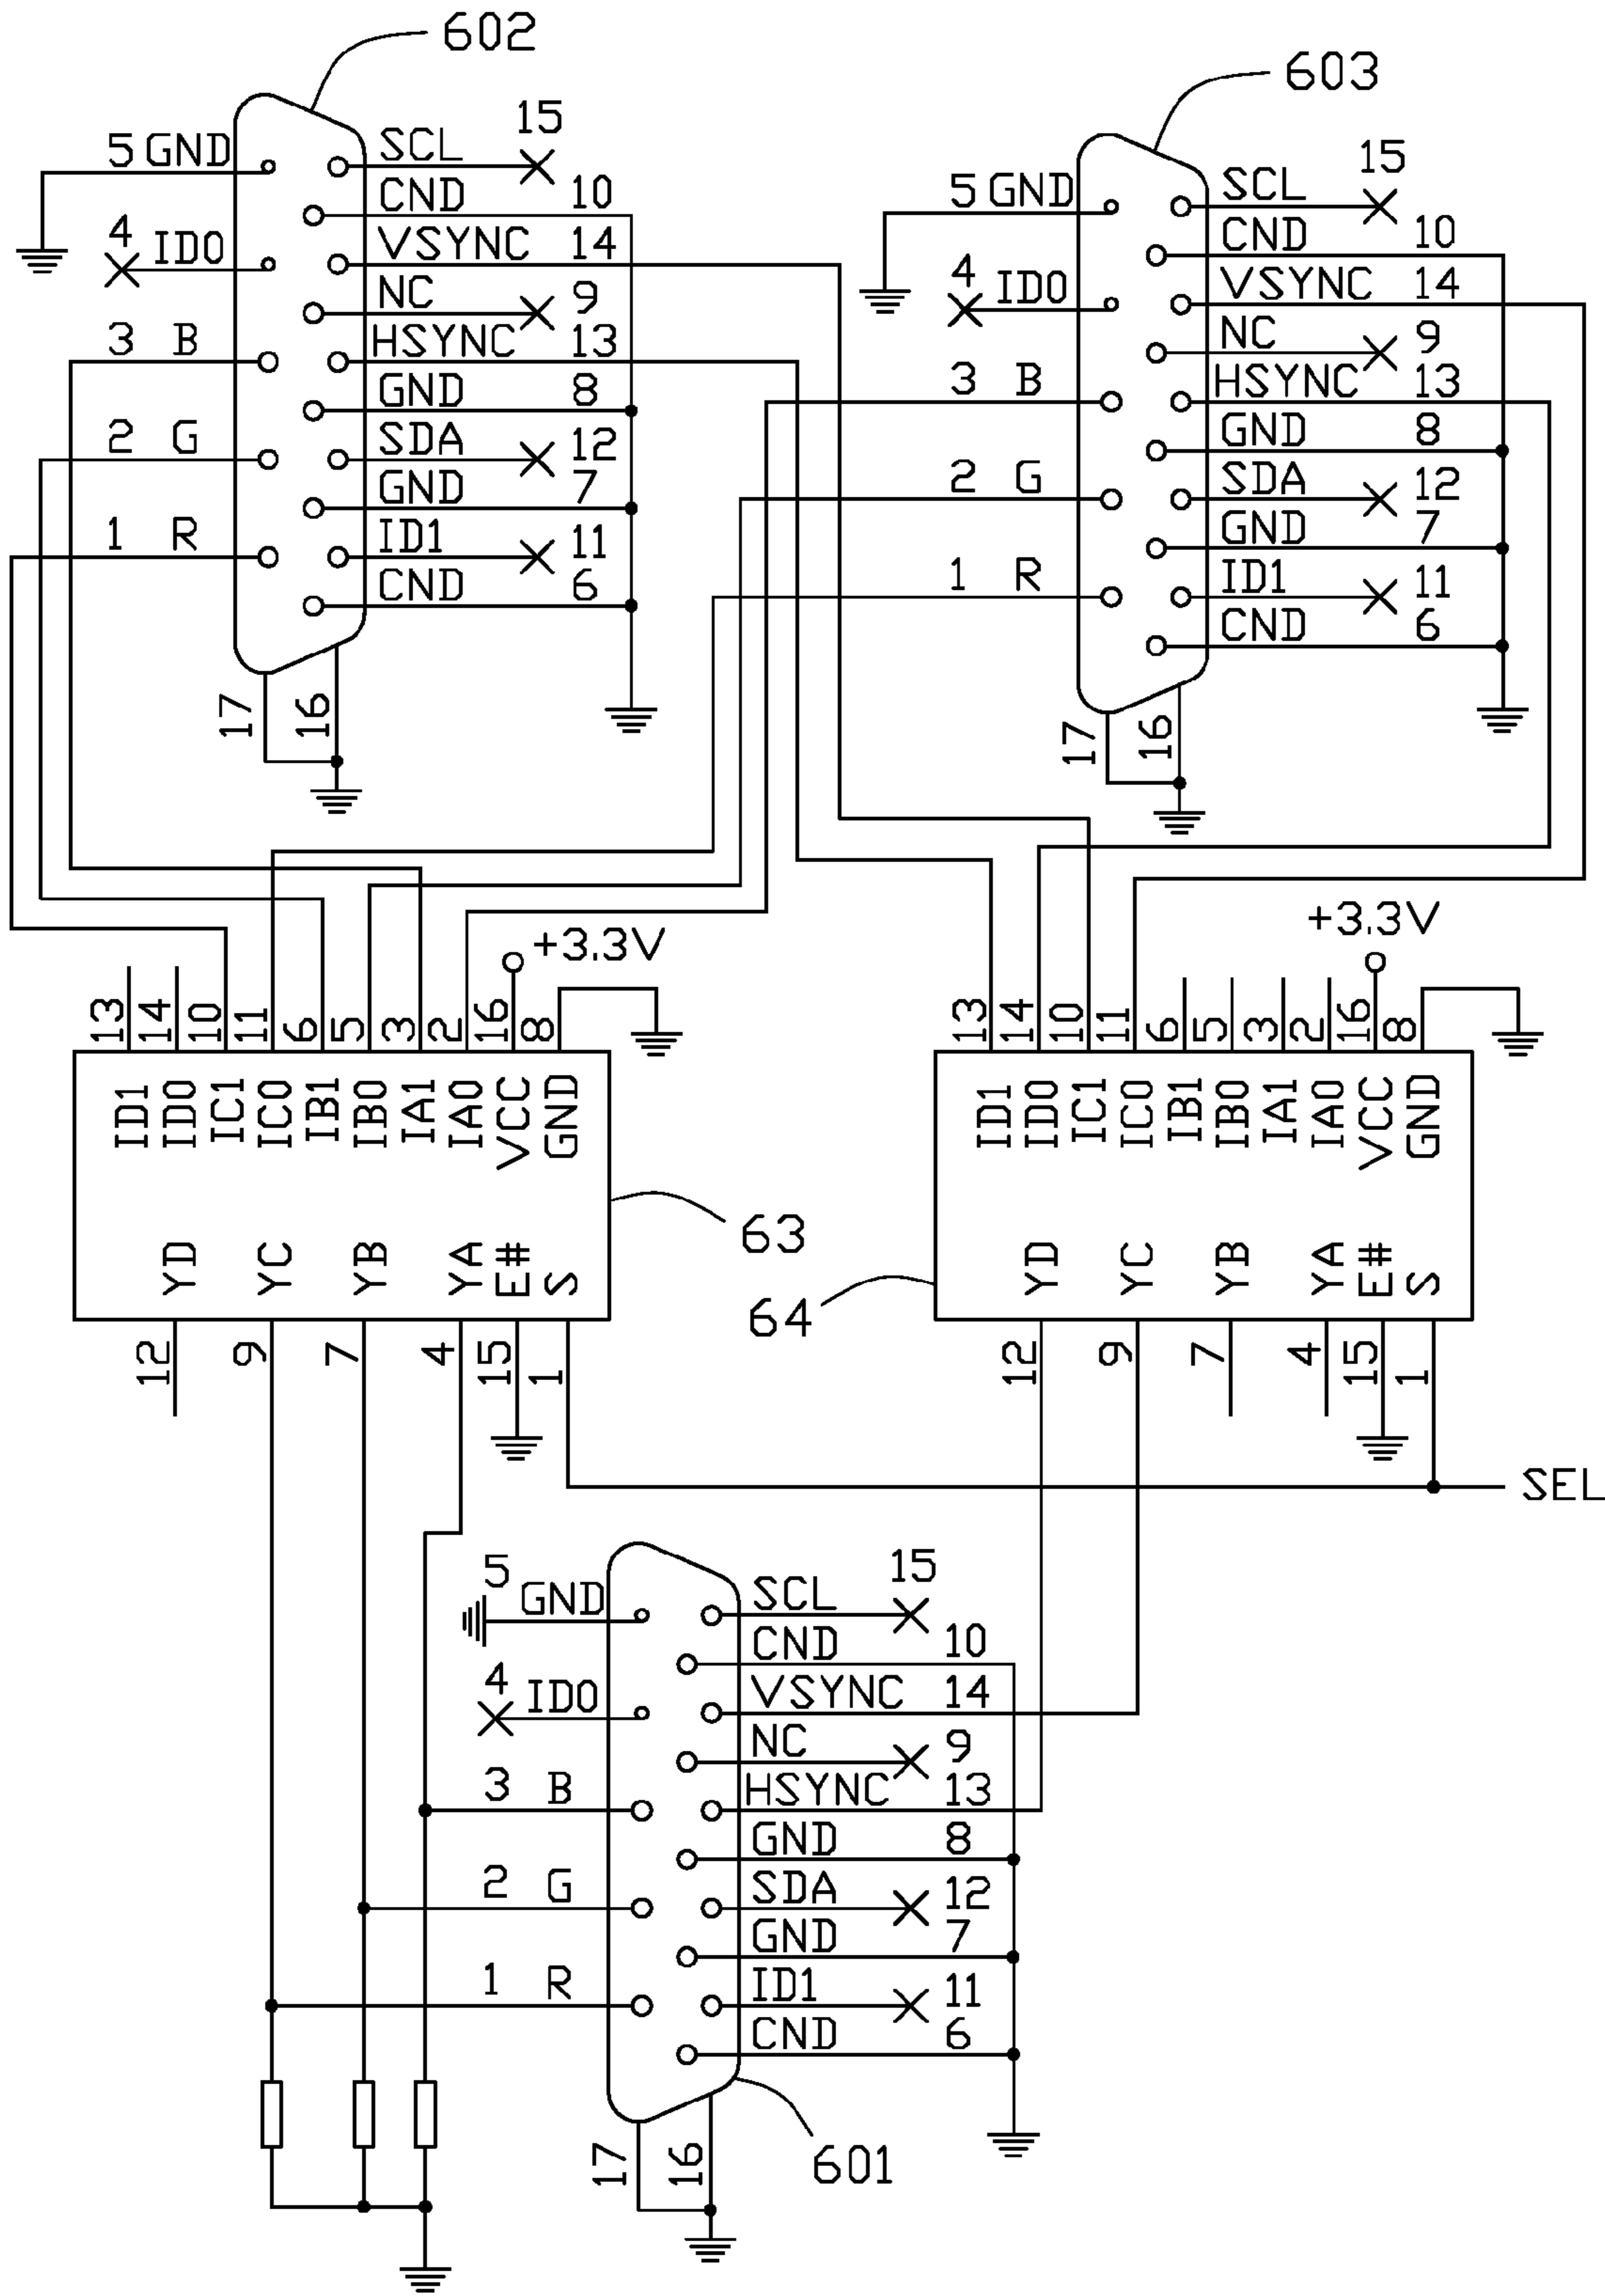 602
5 GND
4 ID0
3 B
2 G
1 R
SCL 15
CND 10
VSYNC 14
NC 9
HSYNC 13
GND 8
SDA 12
GND 7
ID1 11
CND 6
17
16
603
5 GND
4 ID0
3 B
2 G
1 R
SCL 15
CND 10
VSYNC 14
NC 9
HSYNC 13
GND 8
SDA 12
GND 7
ID1 11
CND 6
17
16
+3.3V
13 14 10 11 6 5 3 2 16 8
ID1 ID0 IC1 IC0 IB1 IB0 IA1 IA0 VCC GND
YD YC YB YA E# S
12 9 7 4 15 1
63
+3.3V
13 14 10 11 6 5 3 2 16 8
ID1 ID0 IC1 IC0 IB1 IB0 IA1 IA0 VCC GND
YD YC YB YA E# S
12 9 7 4 15 1
64
SEL
5 GND
4 ID0
3 B
2 G
1 R
SCL 15
CND 10
VSYNC 14
NC 9
HSYNC 13
GND 8
SDA 12
GND 7
ID1 11
CND 6
17
16
601